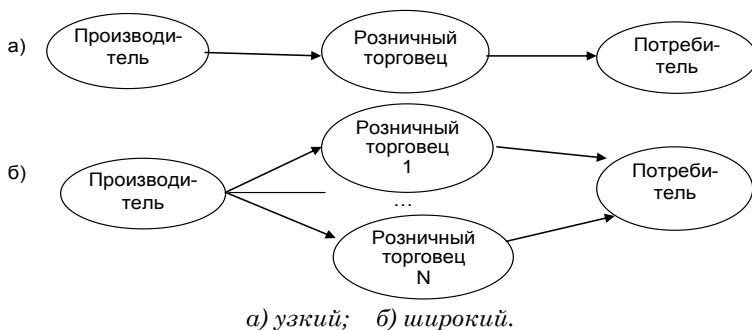 а)
Производи-
тель
Розничный
торговец
Потреби-
тель
б)
Производи-
тель
Розничный
торговец
1
...
Розничный
торговец
N
Потреби-
тель
а) узкий; б) широкий.